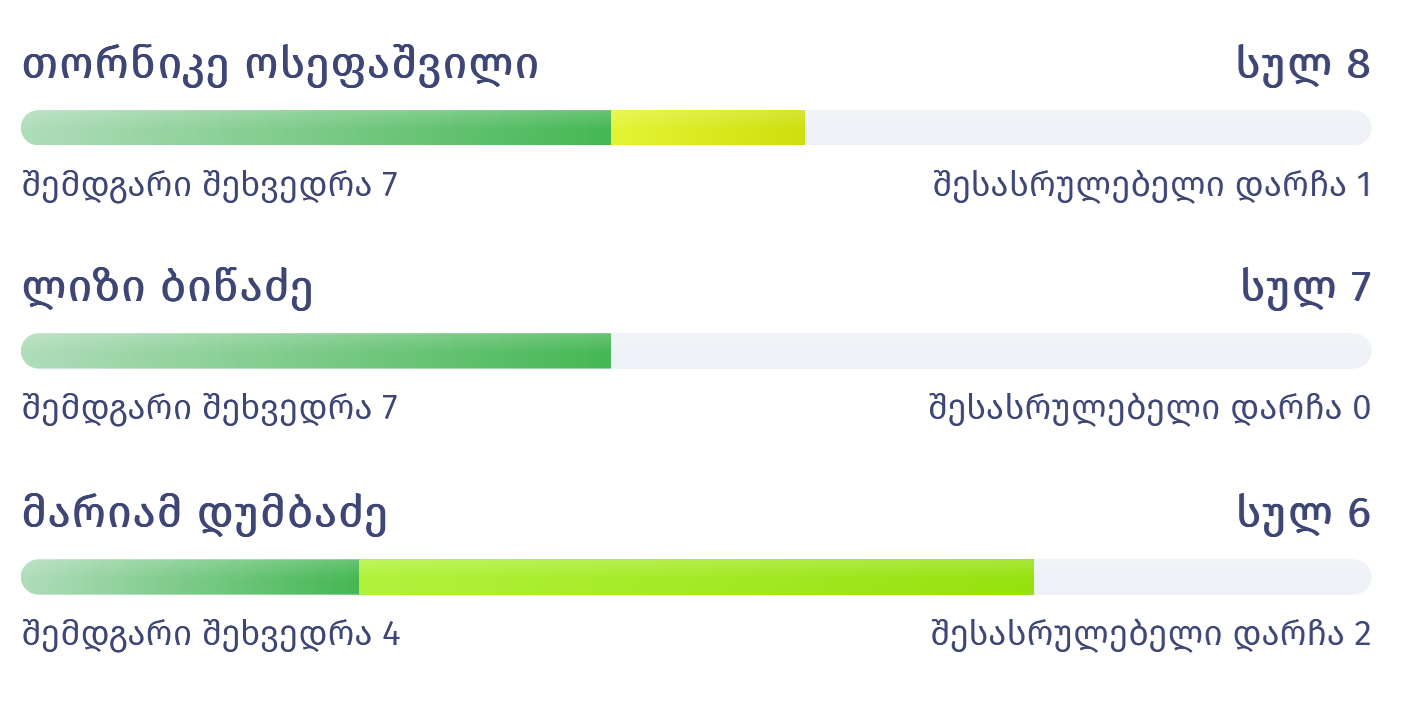 თორნიკე ოსეფაშვილი სულ 8
შემდგარი შეხვედრა 7 შესასრულებელი დარჩა 1
ლიზი ბიწაძე სულ 7
შემდგარი შეხვედრა 7 შესასრულებელი დარჩა 0
მარიამ დუმბაძე სულ 6
შემდგარი შეხვედრა 4 შესასრულებელი დარჩა 2